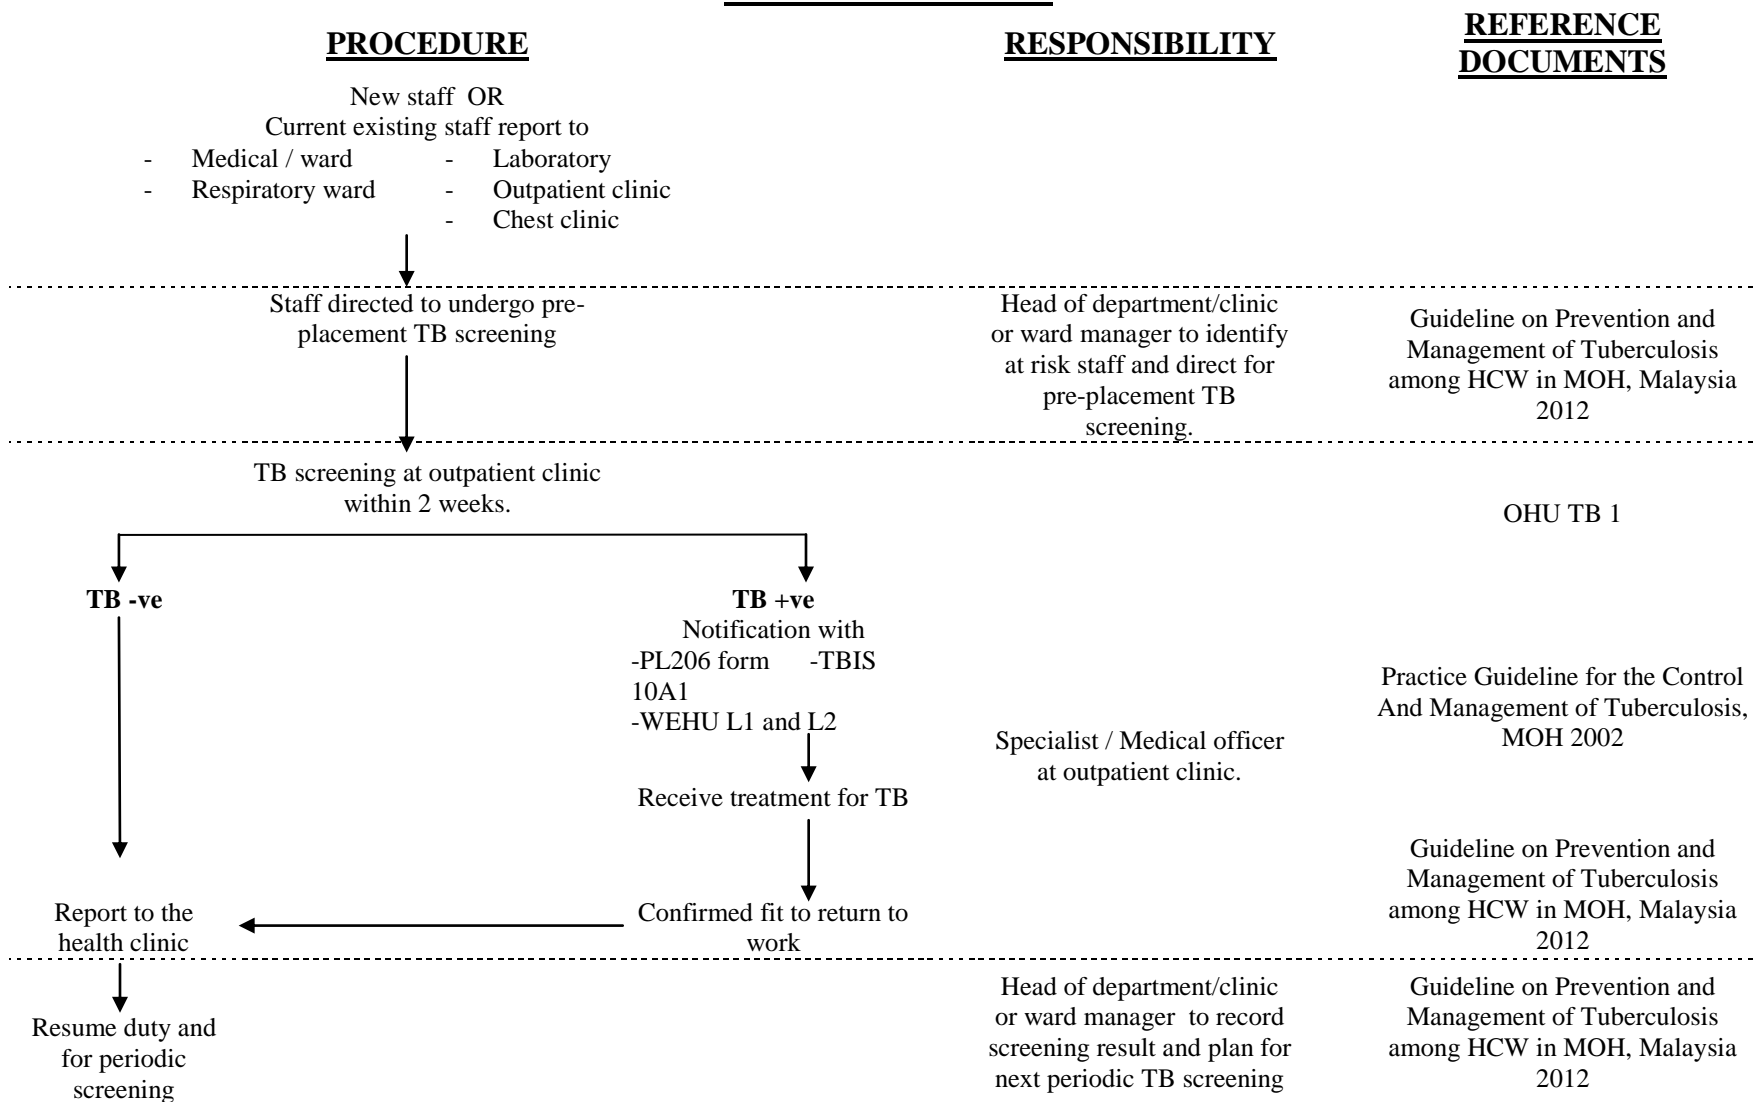 PROCEDURE
RESPONSIBILITY
REFERENCE
DOCUMENTS
New staff OR
Current existing staff report to
- Medical / ward
- Respiratory ward
- Laboratory
- Outpatient clinic
- Chest clinic
Staff directed to undergo pre-
placement TB screening
Head of department/clinic
or ward manager to identify
at risk staff and direct for
pre-placement TB
screening.
Guideline on Prevention and
Management of Tuberculosis
among HCW in MOH, Malaysia
2012
TB screening at outpatient clinic
within 2 weeks.
OHU TB 1
TB -ve
TB +ve
Notification with
-PL206 form -TBIS
10A1
-WEHU L1 and L2
Receive treatment for TB
Confirmed fit to return to
work
Report to the
health clinic
Specialist / Medical officer
at outpatient clinic.
Practice Guideline for the Control
And Management of Tuberculosis,
MOH 2002
Guideline on Prevention and
Management of Tuberculosis
among HCW in MOH, Malaysia
2012
Resume duty and
for periodic
screening
Head of department/clinic
or ward manager to record
screening result and plan for
next periodic TB screening
Guideline on Prevention and
Management of Tuberculosis
among HCW in MOH, Malaysia
2012